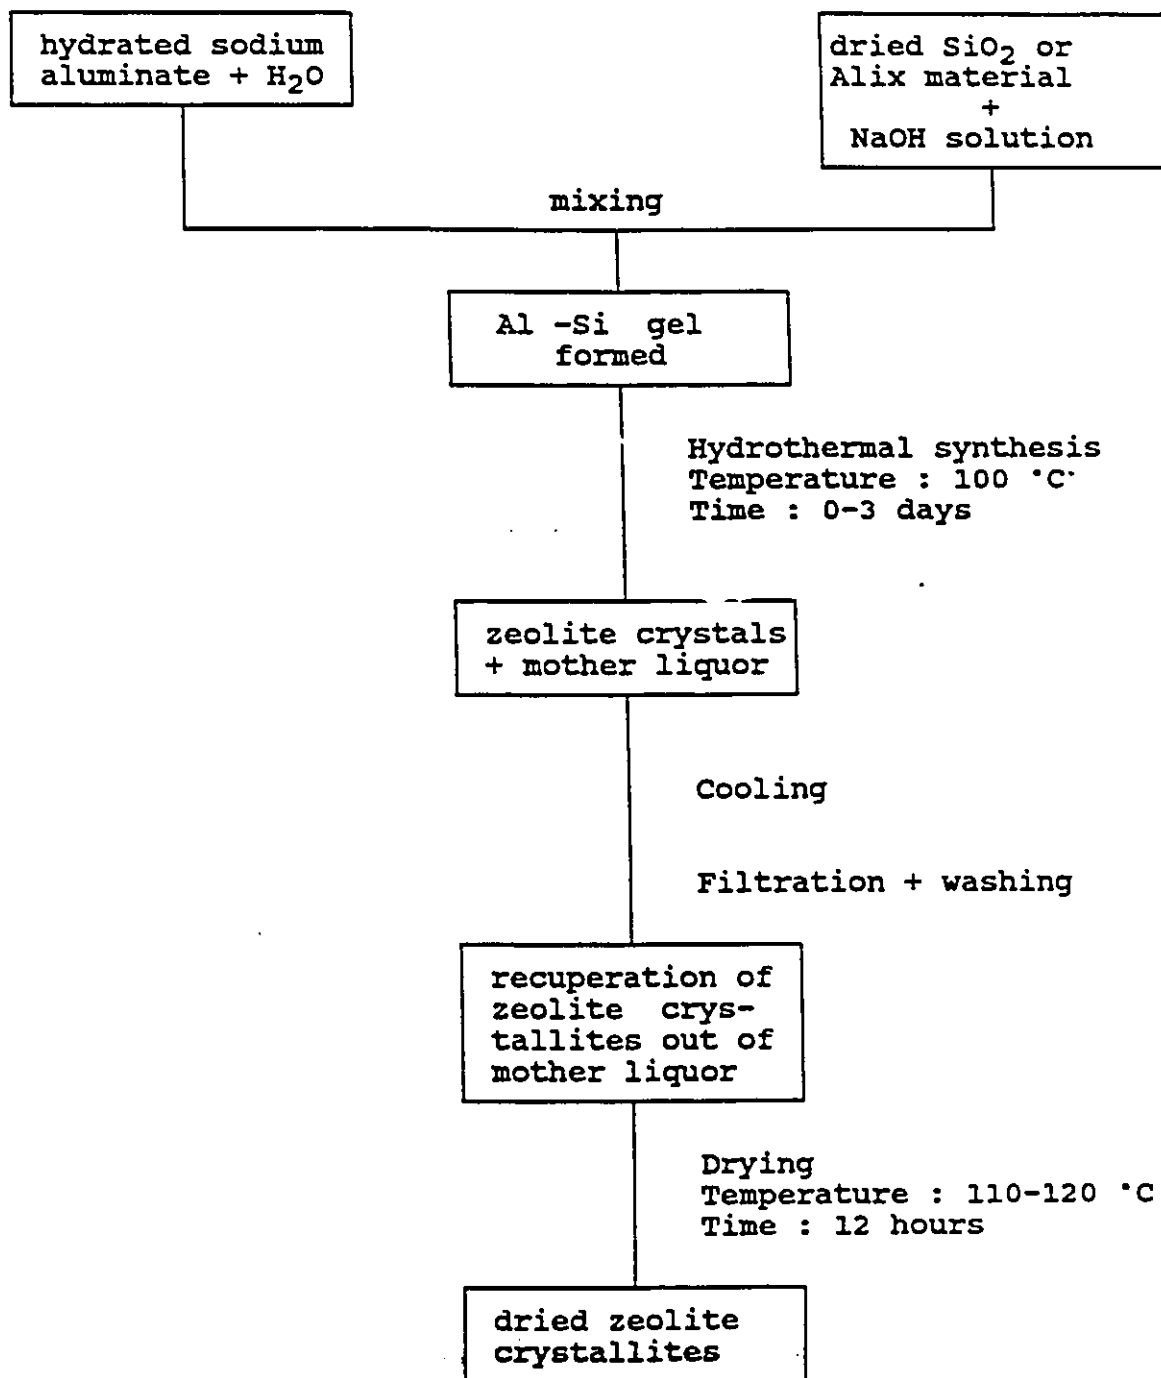 hydrated sodium
aluminate + H₂O
dried SiO₂ or
Alix material
+
NaOH solution
mixing
Al -Si gel
formed
Hydrothermal synthesis
Temperature : 100 °C
Time : 0-3 days
zeolite crystals
+ mother liquor
Cooling
Filtration + washing
recuperation of
zeolite crys-
tallites out of
mother liquor
Drying
Temperature : 110-120 °C
Time : 12 hours
dried zeolite
crystallites